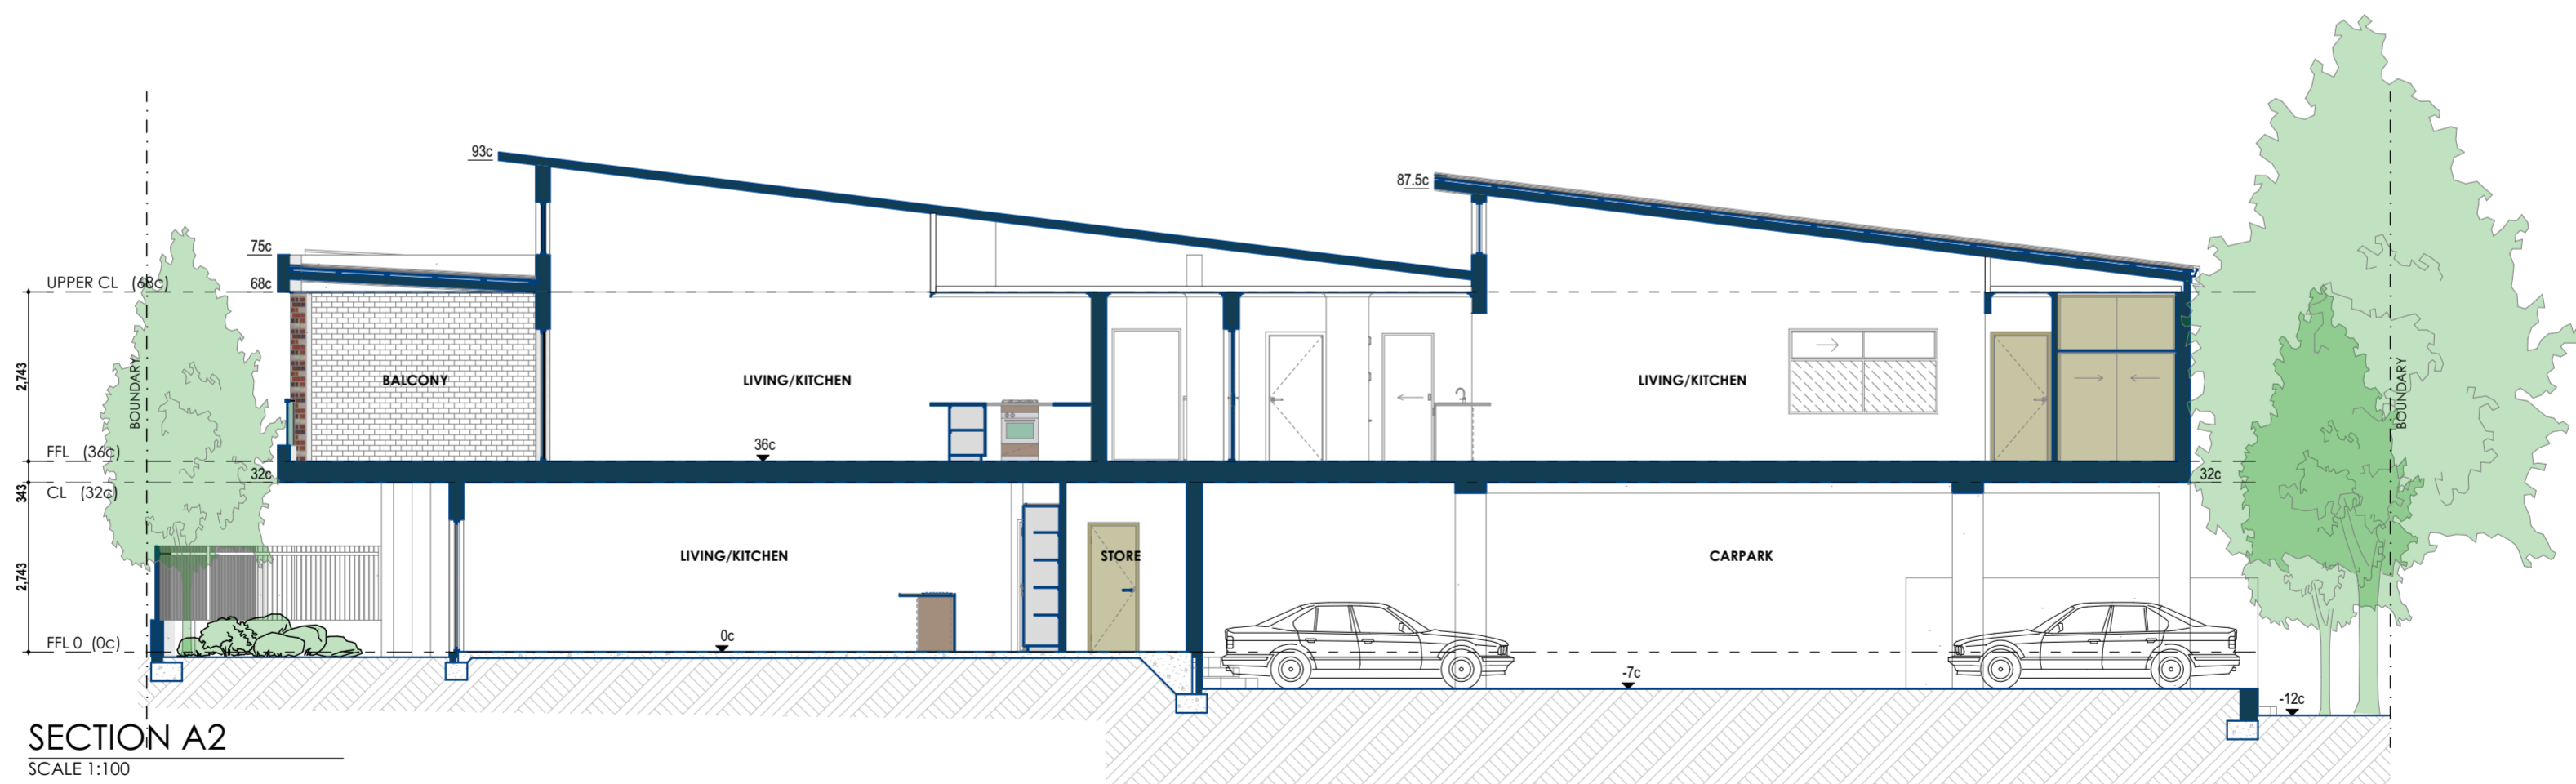 93c
87.5c
75c
UPPER CL (68c)
68c
2,743
BOUNDARY
BALCONY
LIVING/KITCHEN
LIVING/KITCHEN
BOUNDARY
36c
FFL (36c)
343
32c
32c
CL (32c)
2,743
LIVING/KITCHEN
STORE
CARPARK
0c
FFL 0 (0c)
-7c
-12c
SECTION A2
SCALE 1:100